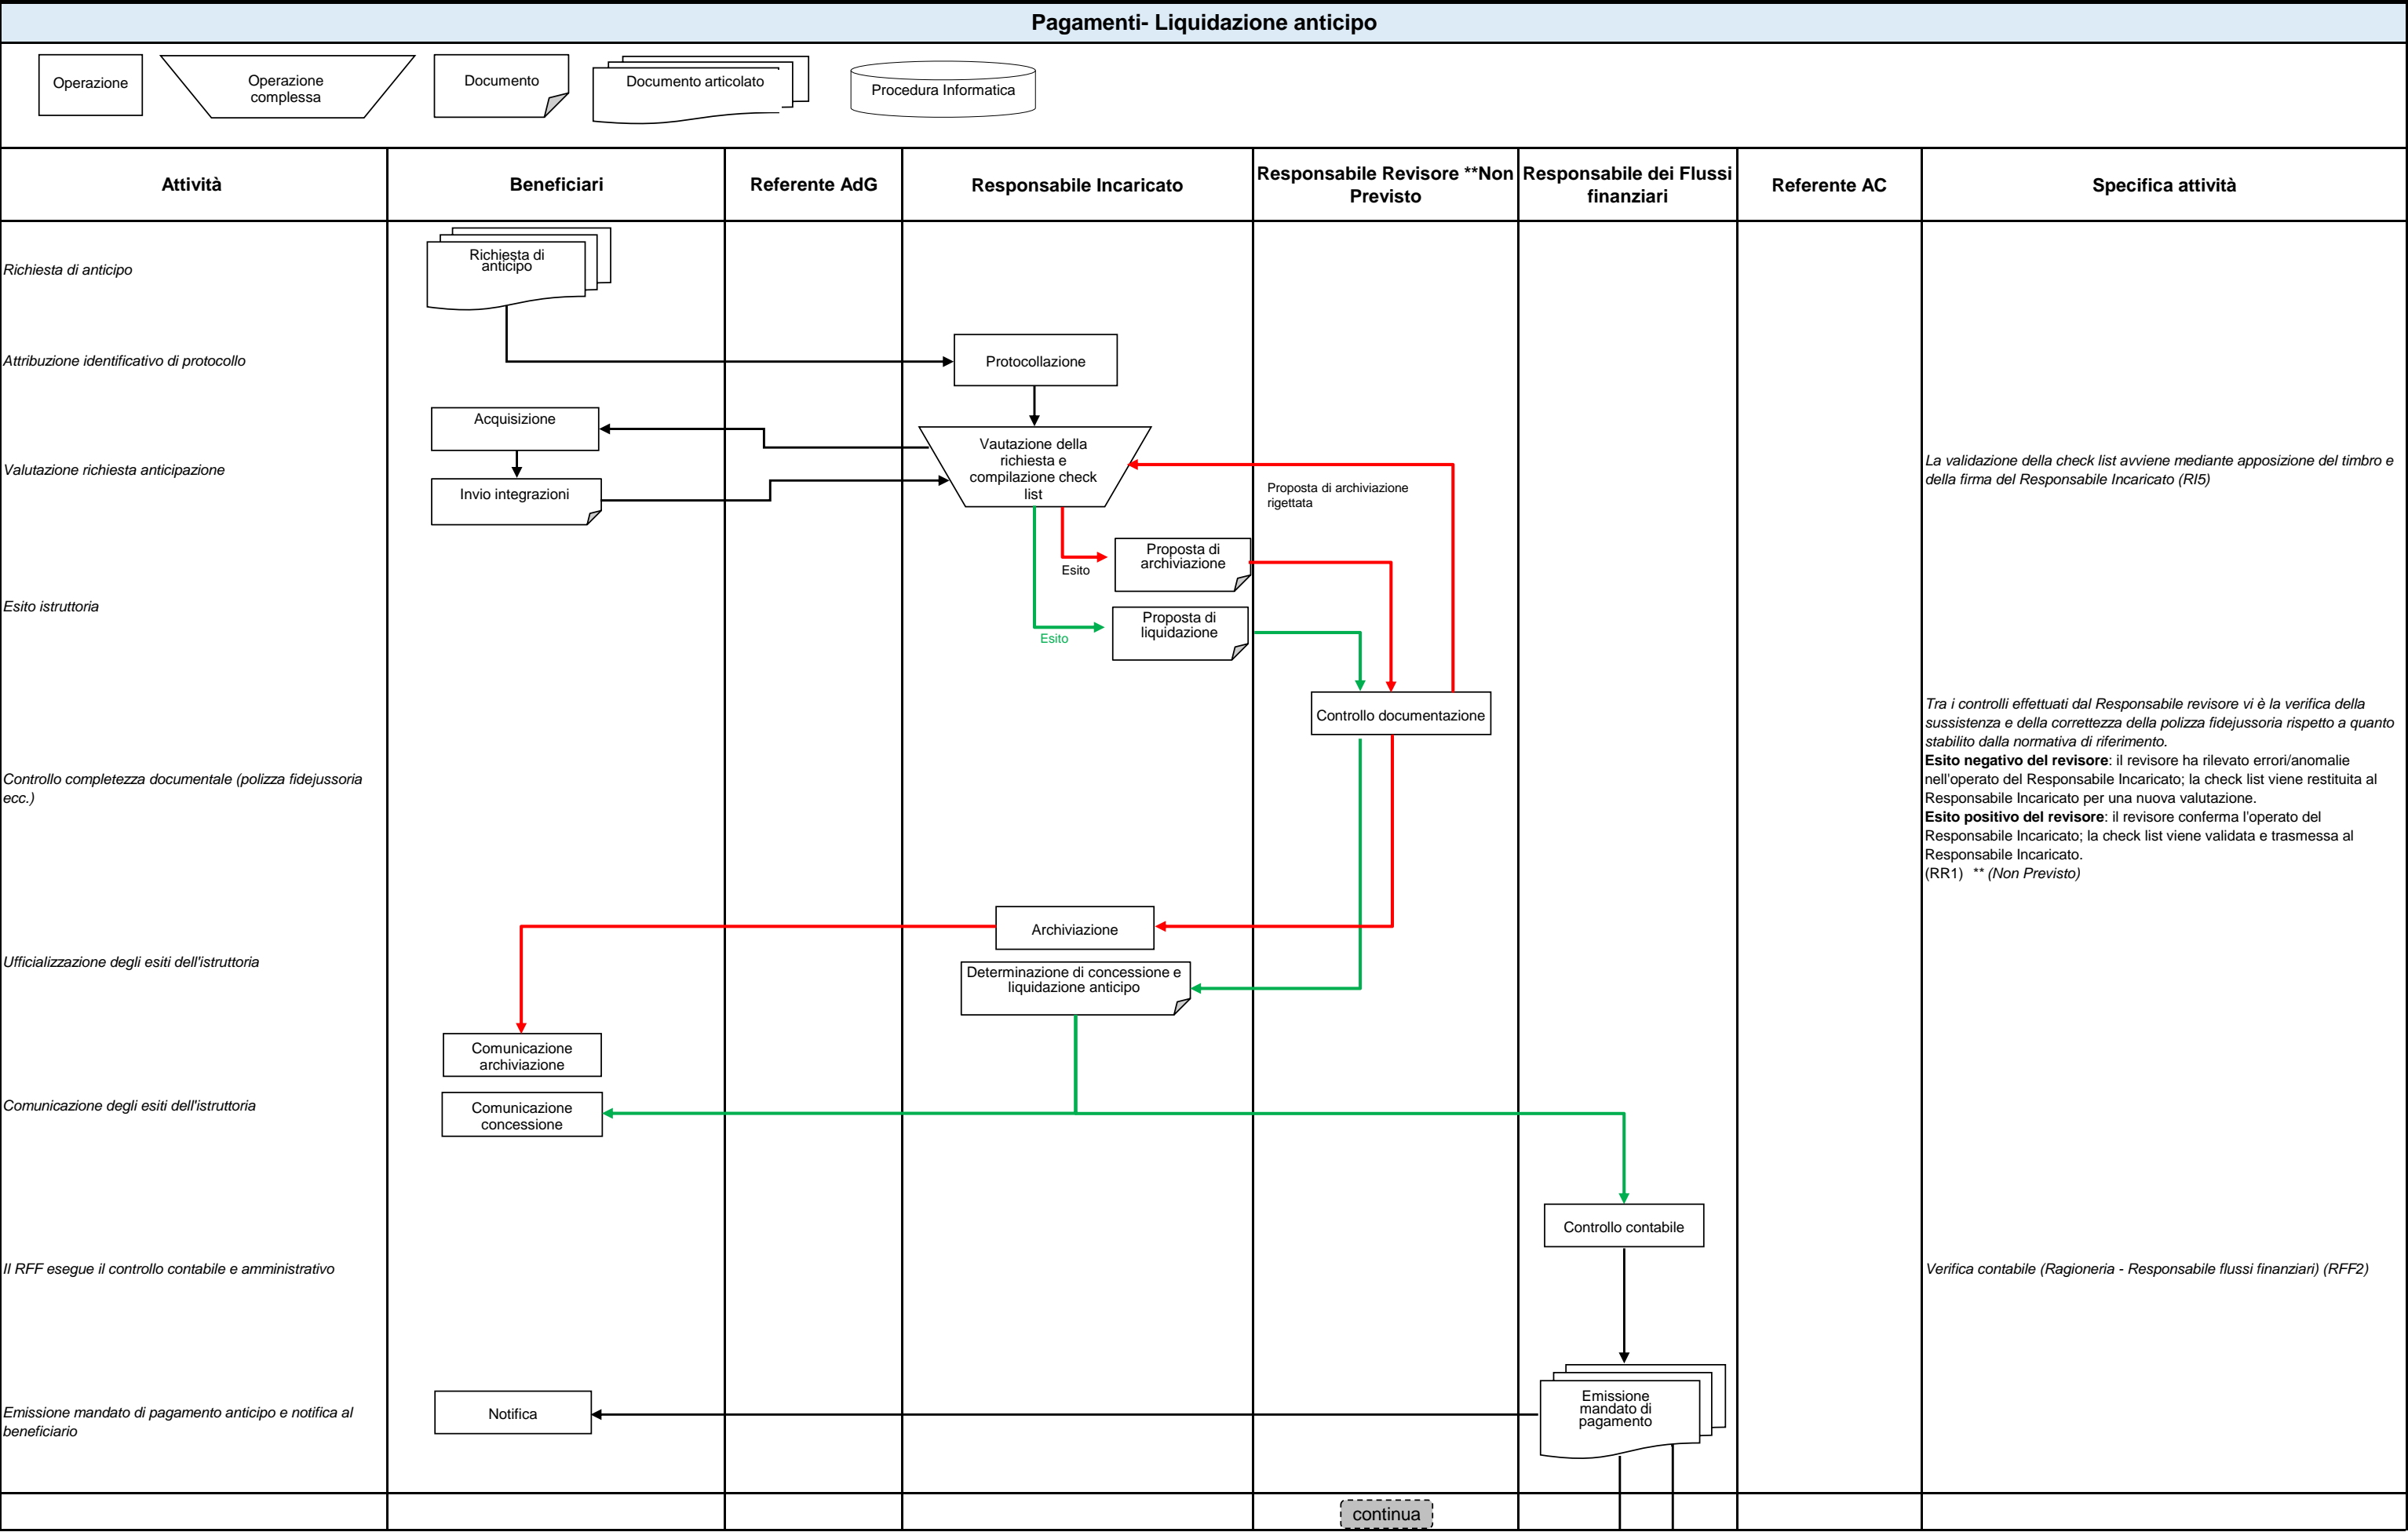 Pagamenti- Liquidazione anticipo
Operazione
Operazione
complessa
Documento
Documento articolato
Procedura Informatica
Attività
Beneficiari
Referente AdG
Responsabile Incaricato
Responsabile Revisore **Non
Previsto
Responsabile dei Flussi
finanziari
Referente AC
Specifica attività
Richiesta di anticipo
Richiesta di
anticipo
Attribuzione identificativo di protocollo
Protocollazione
Acquisizione
Valutazione richiesta anticipazione
Invio integrazioni
Vautazione della
richiesta e
compilazione check
list
Proposta di archiviazione
rigettata
La validazione della check list avviene mediante apposizione del timbro e
della firma del Responsabile Incaricato (RI5)
Esito
Proposta di
archiviazione
Esito istruttoria
Esito
Proposta di
liquidazione
Controllo documentazione
Controllo completezza documentale (polizza fidejussoria
ecc.)
Tra i controlli effettuati dal Responsabile revisore vi è la verifica della
sussistenza e della correttezza della polizza fidejussoria rispetto a quanto
stabilito dalla normativa di riferimento.
Esito negativo del revisore: il revisore ha rilevato errori/anomalie
nell'operato del Responsabile Incaricato; la check list viene restituita al
Responsabile Incaricato per una nuova valutazione.
Esito positivo del revisore: il revisore conferma l'operato del
Responsabile Incaricato; la check list viene validata e trasmessa al
Responsabile Incaricato.
(RR1) ** (Non Previsto)
Archiviazione
Ufficializzazione degli esiti dell'istruttoria
Determinazione di concessione e
liquidazione anticipo
Comunicazione
archiviazione
Comunicazione degli esiti dell'istruttoria
Comunicazione
concessione
Controllo contabile
Il RFF esegue il controllo contabile e amministrativo
Verifica contabile (Ragioneria - Responsabile flussi finanziari) (RFF2)
Emissione mandato di pagamento anticipo e notifica al
beneficiario
Notifica
Emissione
mandato di
pagamento
continua